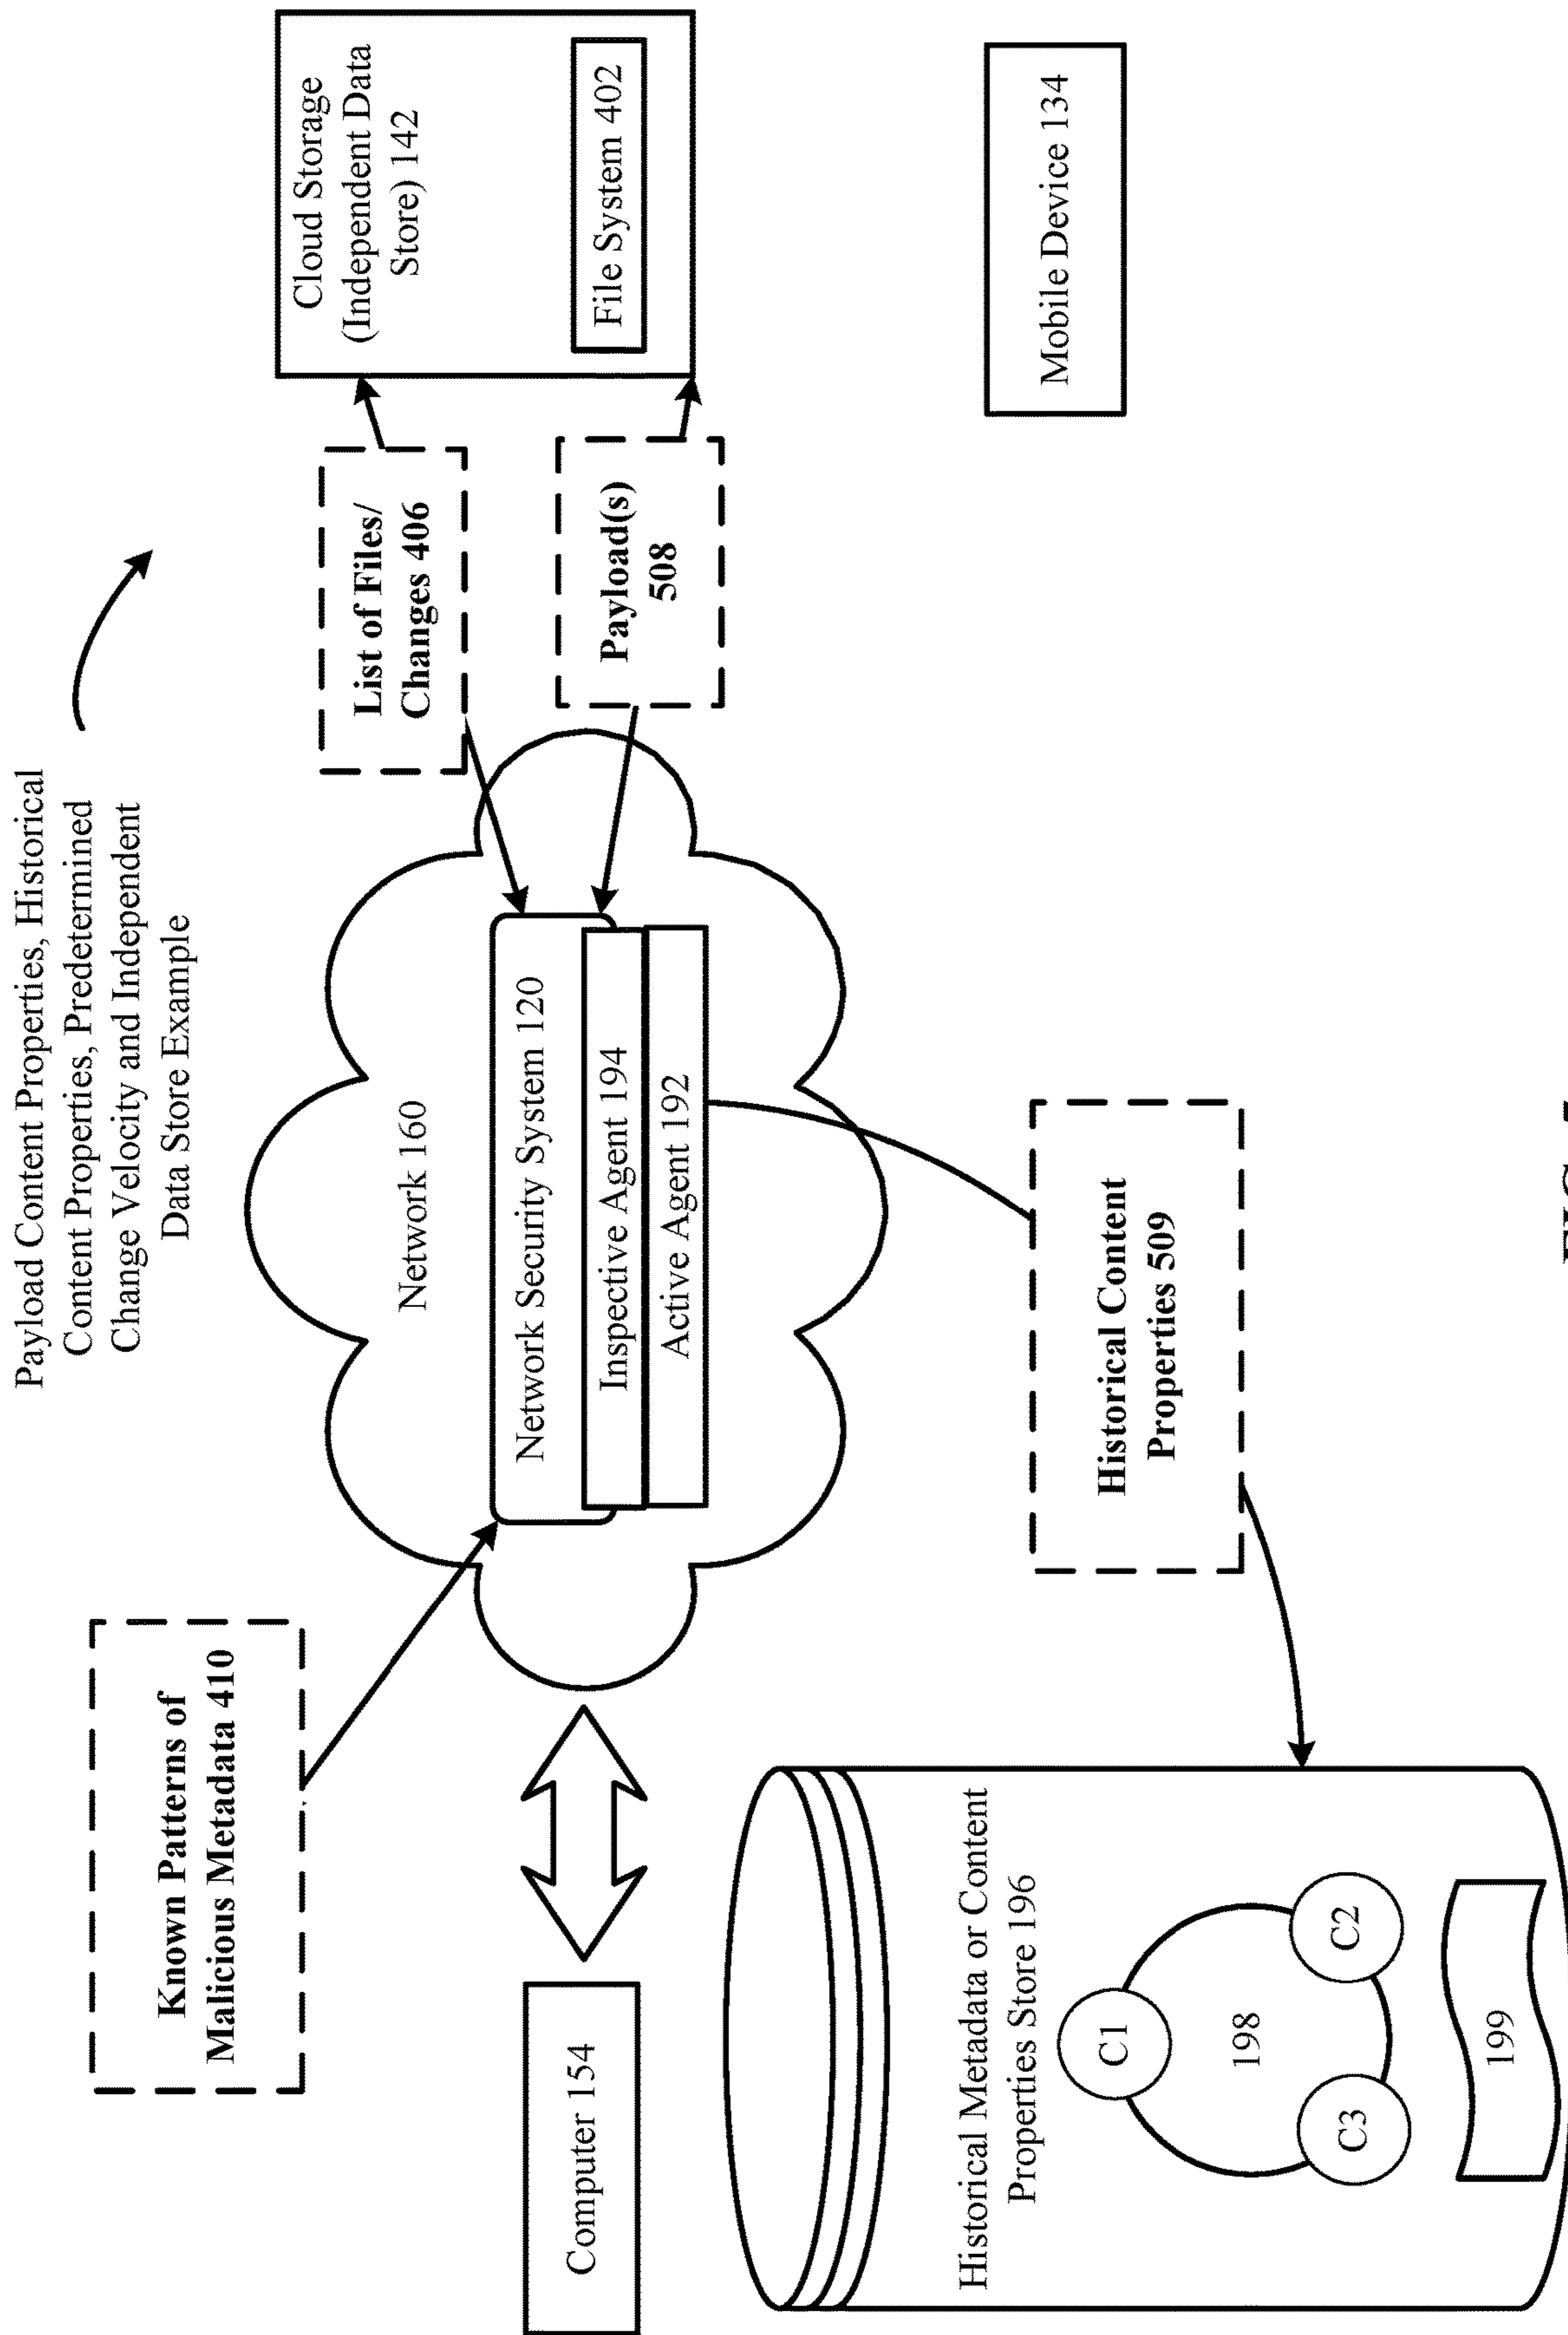 Payload Content Properties, Historical
Content Properties, Predetermined
Change Velocity and Independent
Data Store Example
Known Patterns of
Malicious Metadata 410
Network 160
List of Files/
Changes 406
Cloud Storage
(Independent Data
Store) 142
Computer 154
Network Security System 120
Inspective Agent 194
Active Agent 192
Payload(s)
508
File System 402
Historical Metadata or Content
Properties Store 196
C1
198
C3
C2
199
Historical Content
Properties 509
Mobile Device 134